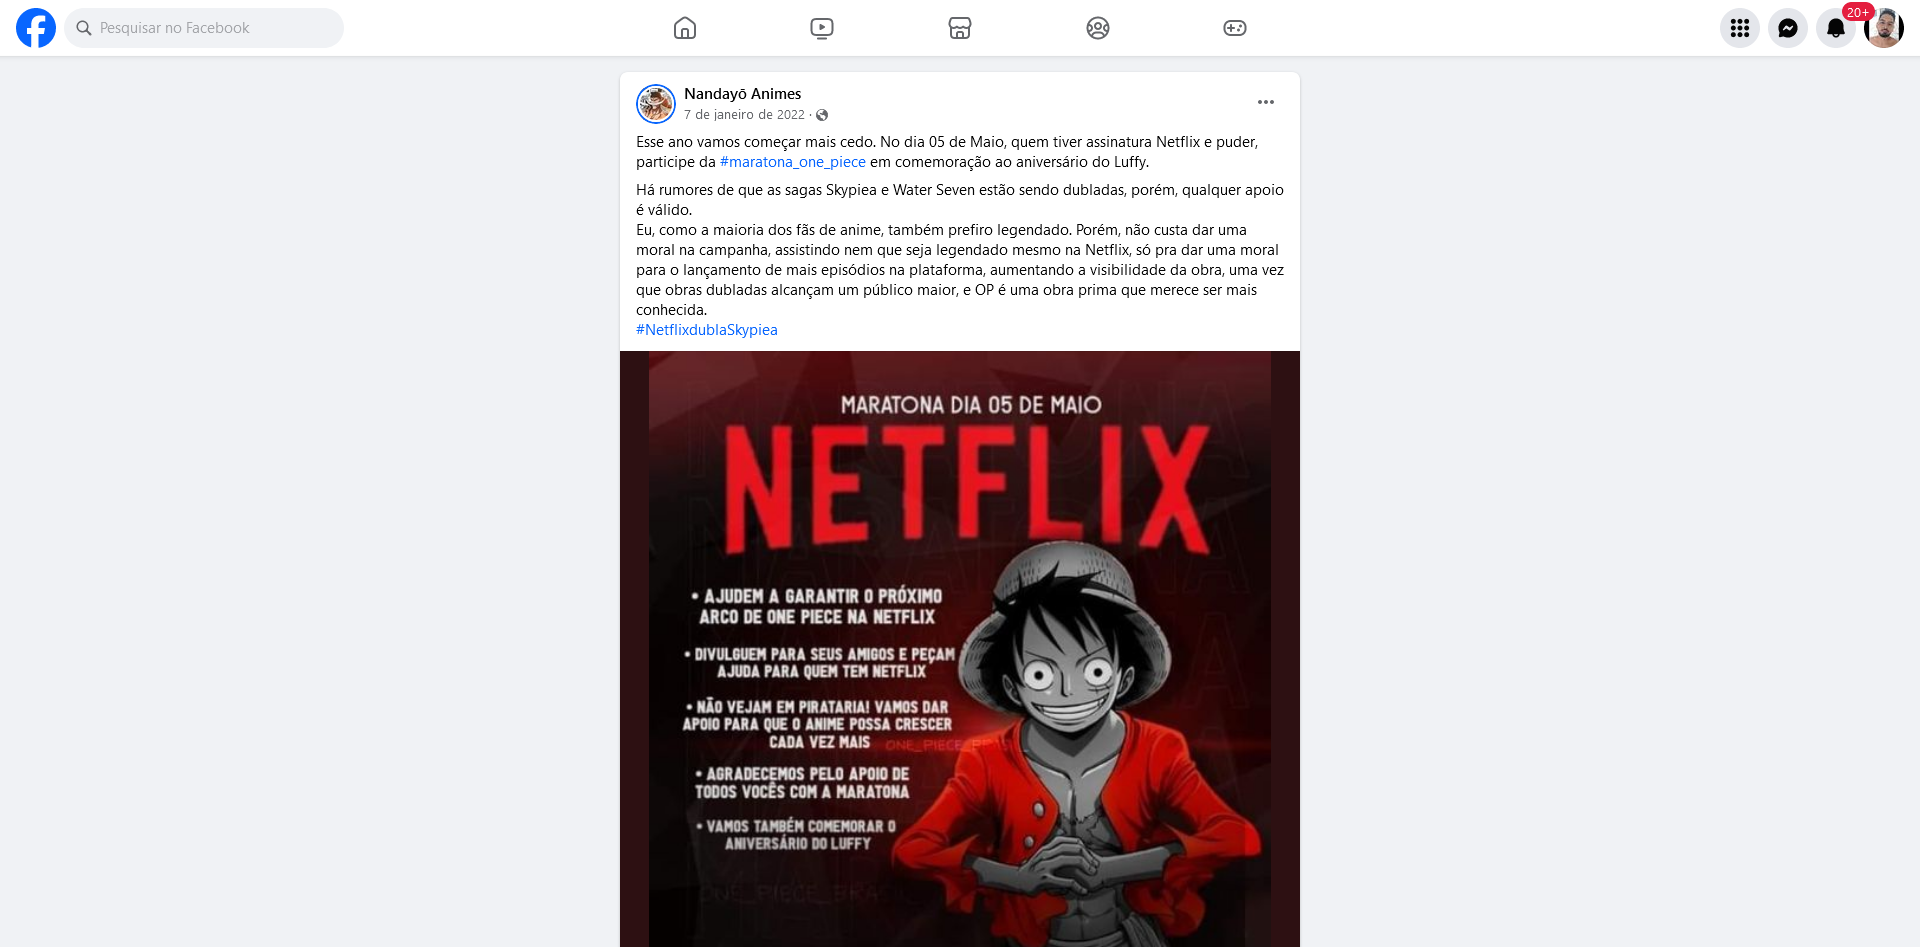 Pesquisar no Facebook
20+
Nandayō Animes
7 de janeiro de 2022 ·
Esse ano vamos começar mais cedo. No dia 05 de Maio, quem tiver assinatura Netflix e puder,
participe da #maratona_one_piece em comemoração ao aniversário do Luffy.
Há rumores de que as sagas Skypiea e Water Seven estão sendo dubladas, porém, qualquer apoio
é válido.
Eu, como a maioria dos fãs de anime, também prefiro legendado. Porém, não custa dar uma
moral na campanha, assistindo nem que seja legendado mesmo na Netflix, só pra dar uma moral
para o lançamento de mais episódios na plataforma, aumentando a visibilidade da obra, uma vez
que obras dubladas alcançam um público maior, e OP é uma obra prima que merece ser mais
conhecida.
#NetflixdublaSkypiea
MARATONA DIA 05 DE MAIO
NETFLIX
• AJUDEM A GARANTIR O PRÓXIMO
ARCO DE ONE PIECE NA NETFLIX
• DIVULGUEM PARA SEUS AMIGOS E PEÇAM
AJUDA PARA QUEM TEM NETFLIX
• NÃO VEJAM EM PIRATARIA! VAMOS DAR
APOIO PARA QUE O ANIME POSSA CRESCER
CADA VEZ MAIS
ONE_PIECE_BRASIL_
• AGRADECEMOS PELO APOIO DE
TODOS VOCÊS COM A MARATONA
• VAMOS TAMBÉM COMEMORAR O
ANIVERSÁRIO DO LUFFY